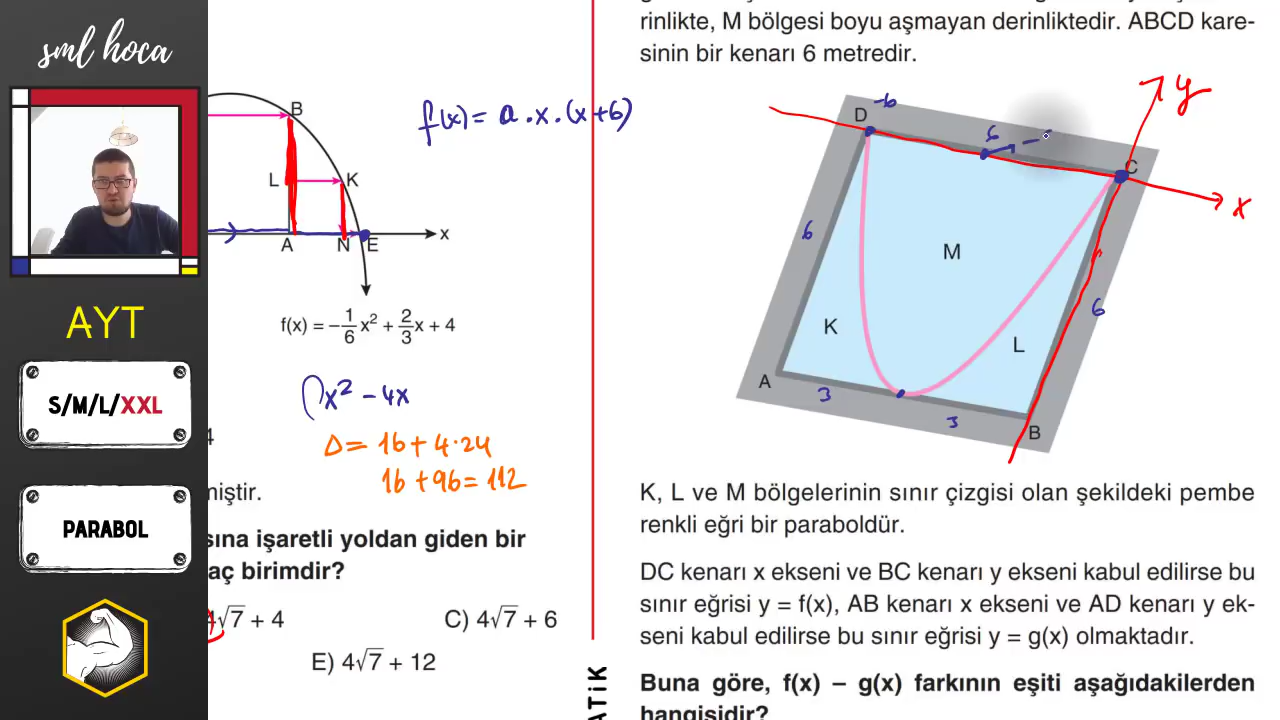 sml hoca
AYT
S/M/L/XXL
PARABOL
B
L
K
A
N
E
x
f(x) = -1/6 x² + 2/3 x + 4
x² - 4x
Δ = 16 + 4·24
16 + 96 = 112
4
miştir.
sına işaretli yoldan giden bir
aç birimdir?
4√7 + 4
C) 4√7 + 6
E) 4√7 + 12
f(x) = a·x·(x+6)
ATİK
rinlikte, M bölgesi boyu aşmayan derinliktedir. ABCD kare-
sinin bir kenarı 6 metredir.
-6
D
6
C
y
x
6
M
6
K
L
A
3
3
B
K, L ve M bölgelerinin sınır çizgisi olan şekildeki pembe
renkli eğri bir paraboldür.
DC kenarı x ekseni ve BC kenarı y ekseni kabul edilirse bu
sınır eğrisi y = f(x), AB kenarı x ekseni ve AD kenarı y ek-
seni kabul edilirse bu sınır eğrisi y = g(x) olmaktadır.
Buna göre, f(x) – g(x) farkının eşiti aşağıdakilerden
hangisidir?